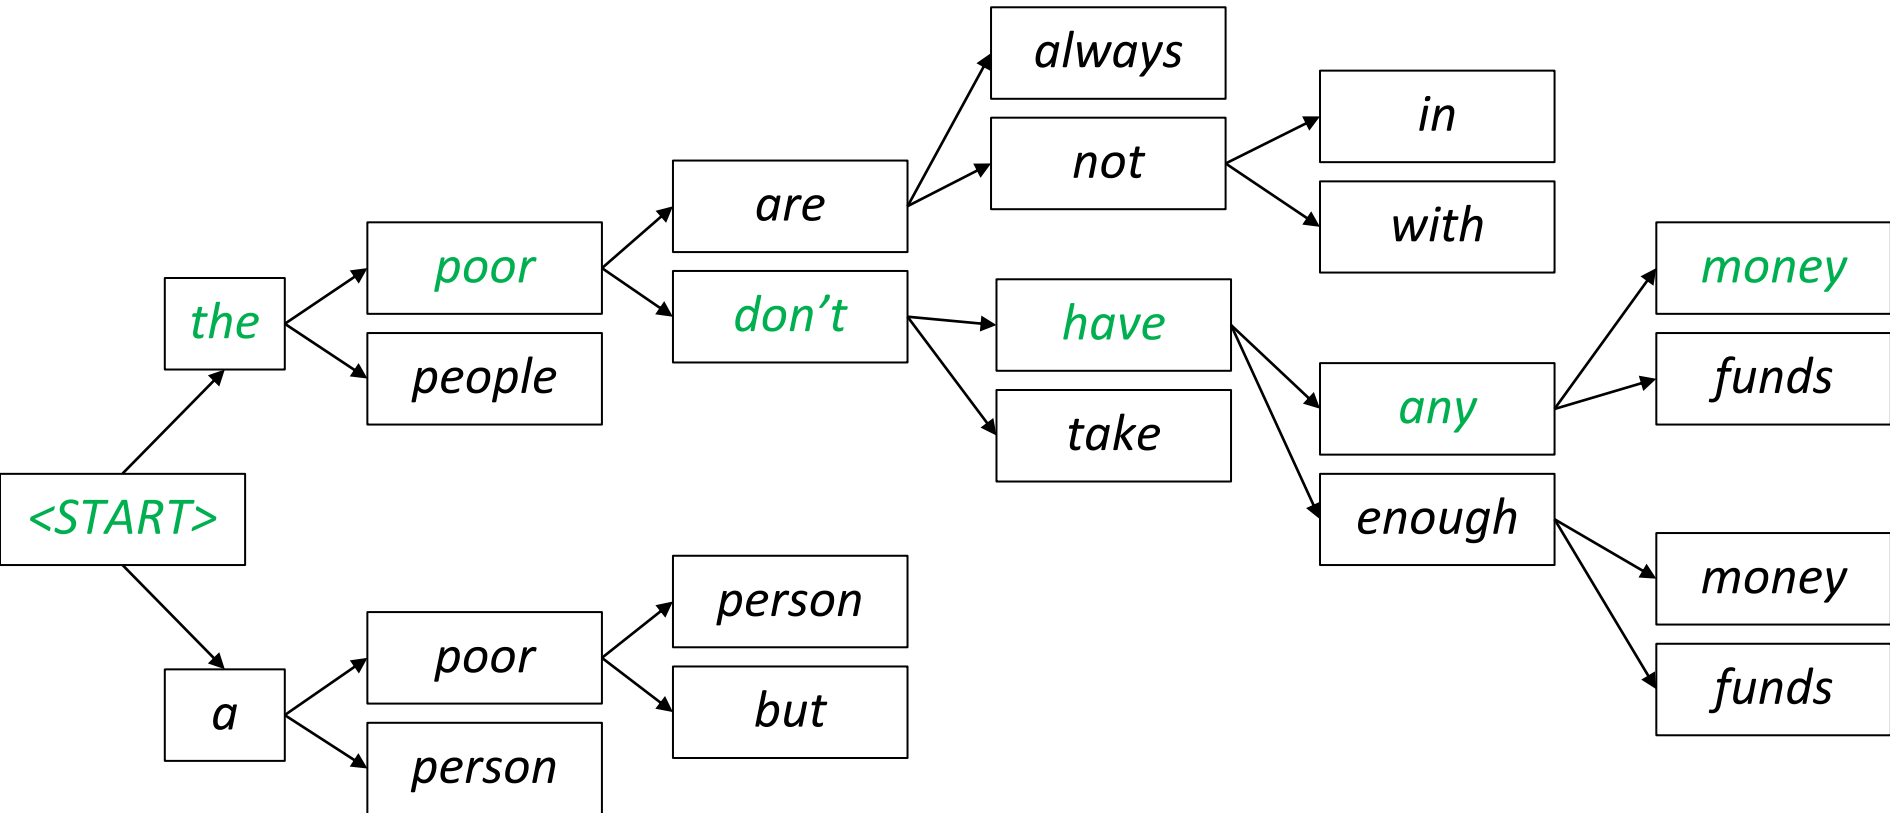 always
in
not
are
with
poor
money
the
don’t
have
people
funds
any
take
<START>
enough
person
money
poor
but
funds
a
person